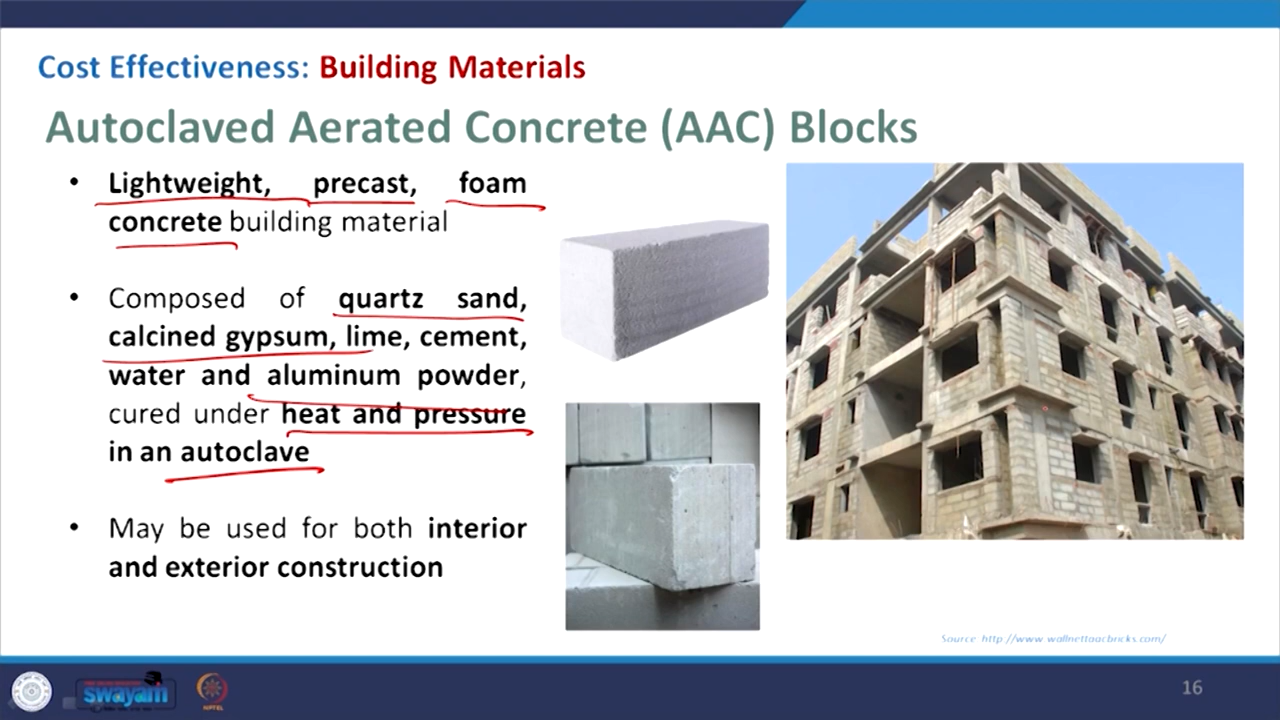 Cost Effectiveness: Building Materials
Autoclaved Aerated Concrete (AAC) Blocks
• Lightweight, precast, foam
concrete building material
• Composed of quartz sand,
calcined gypsum, lime, cement,
water and aluminum powder,
cured under heat and pressure
in an autoclave
• May be used for both interior
and exterior construction
Source http://www.wallnettaacbricks.com/
swayam
NPTEL
16